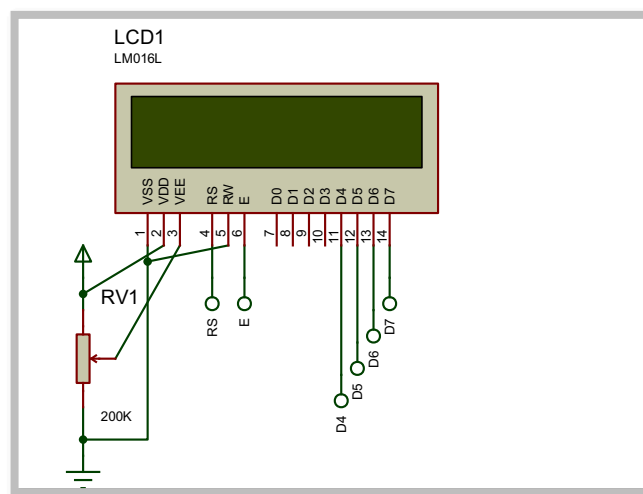 LCD1
LM016L
VSS
VDD
VEE
RS
RW
E
D0
D1
D2
D3
D4
D5
D6
D7
1
2
3
4
5
6
7
8
9
10
11
12
13
14
RV1
200K
RS
E
D4
D5
D6
D7